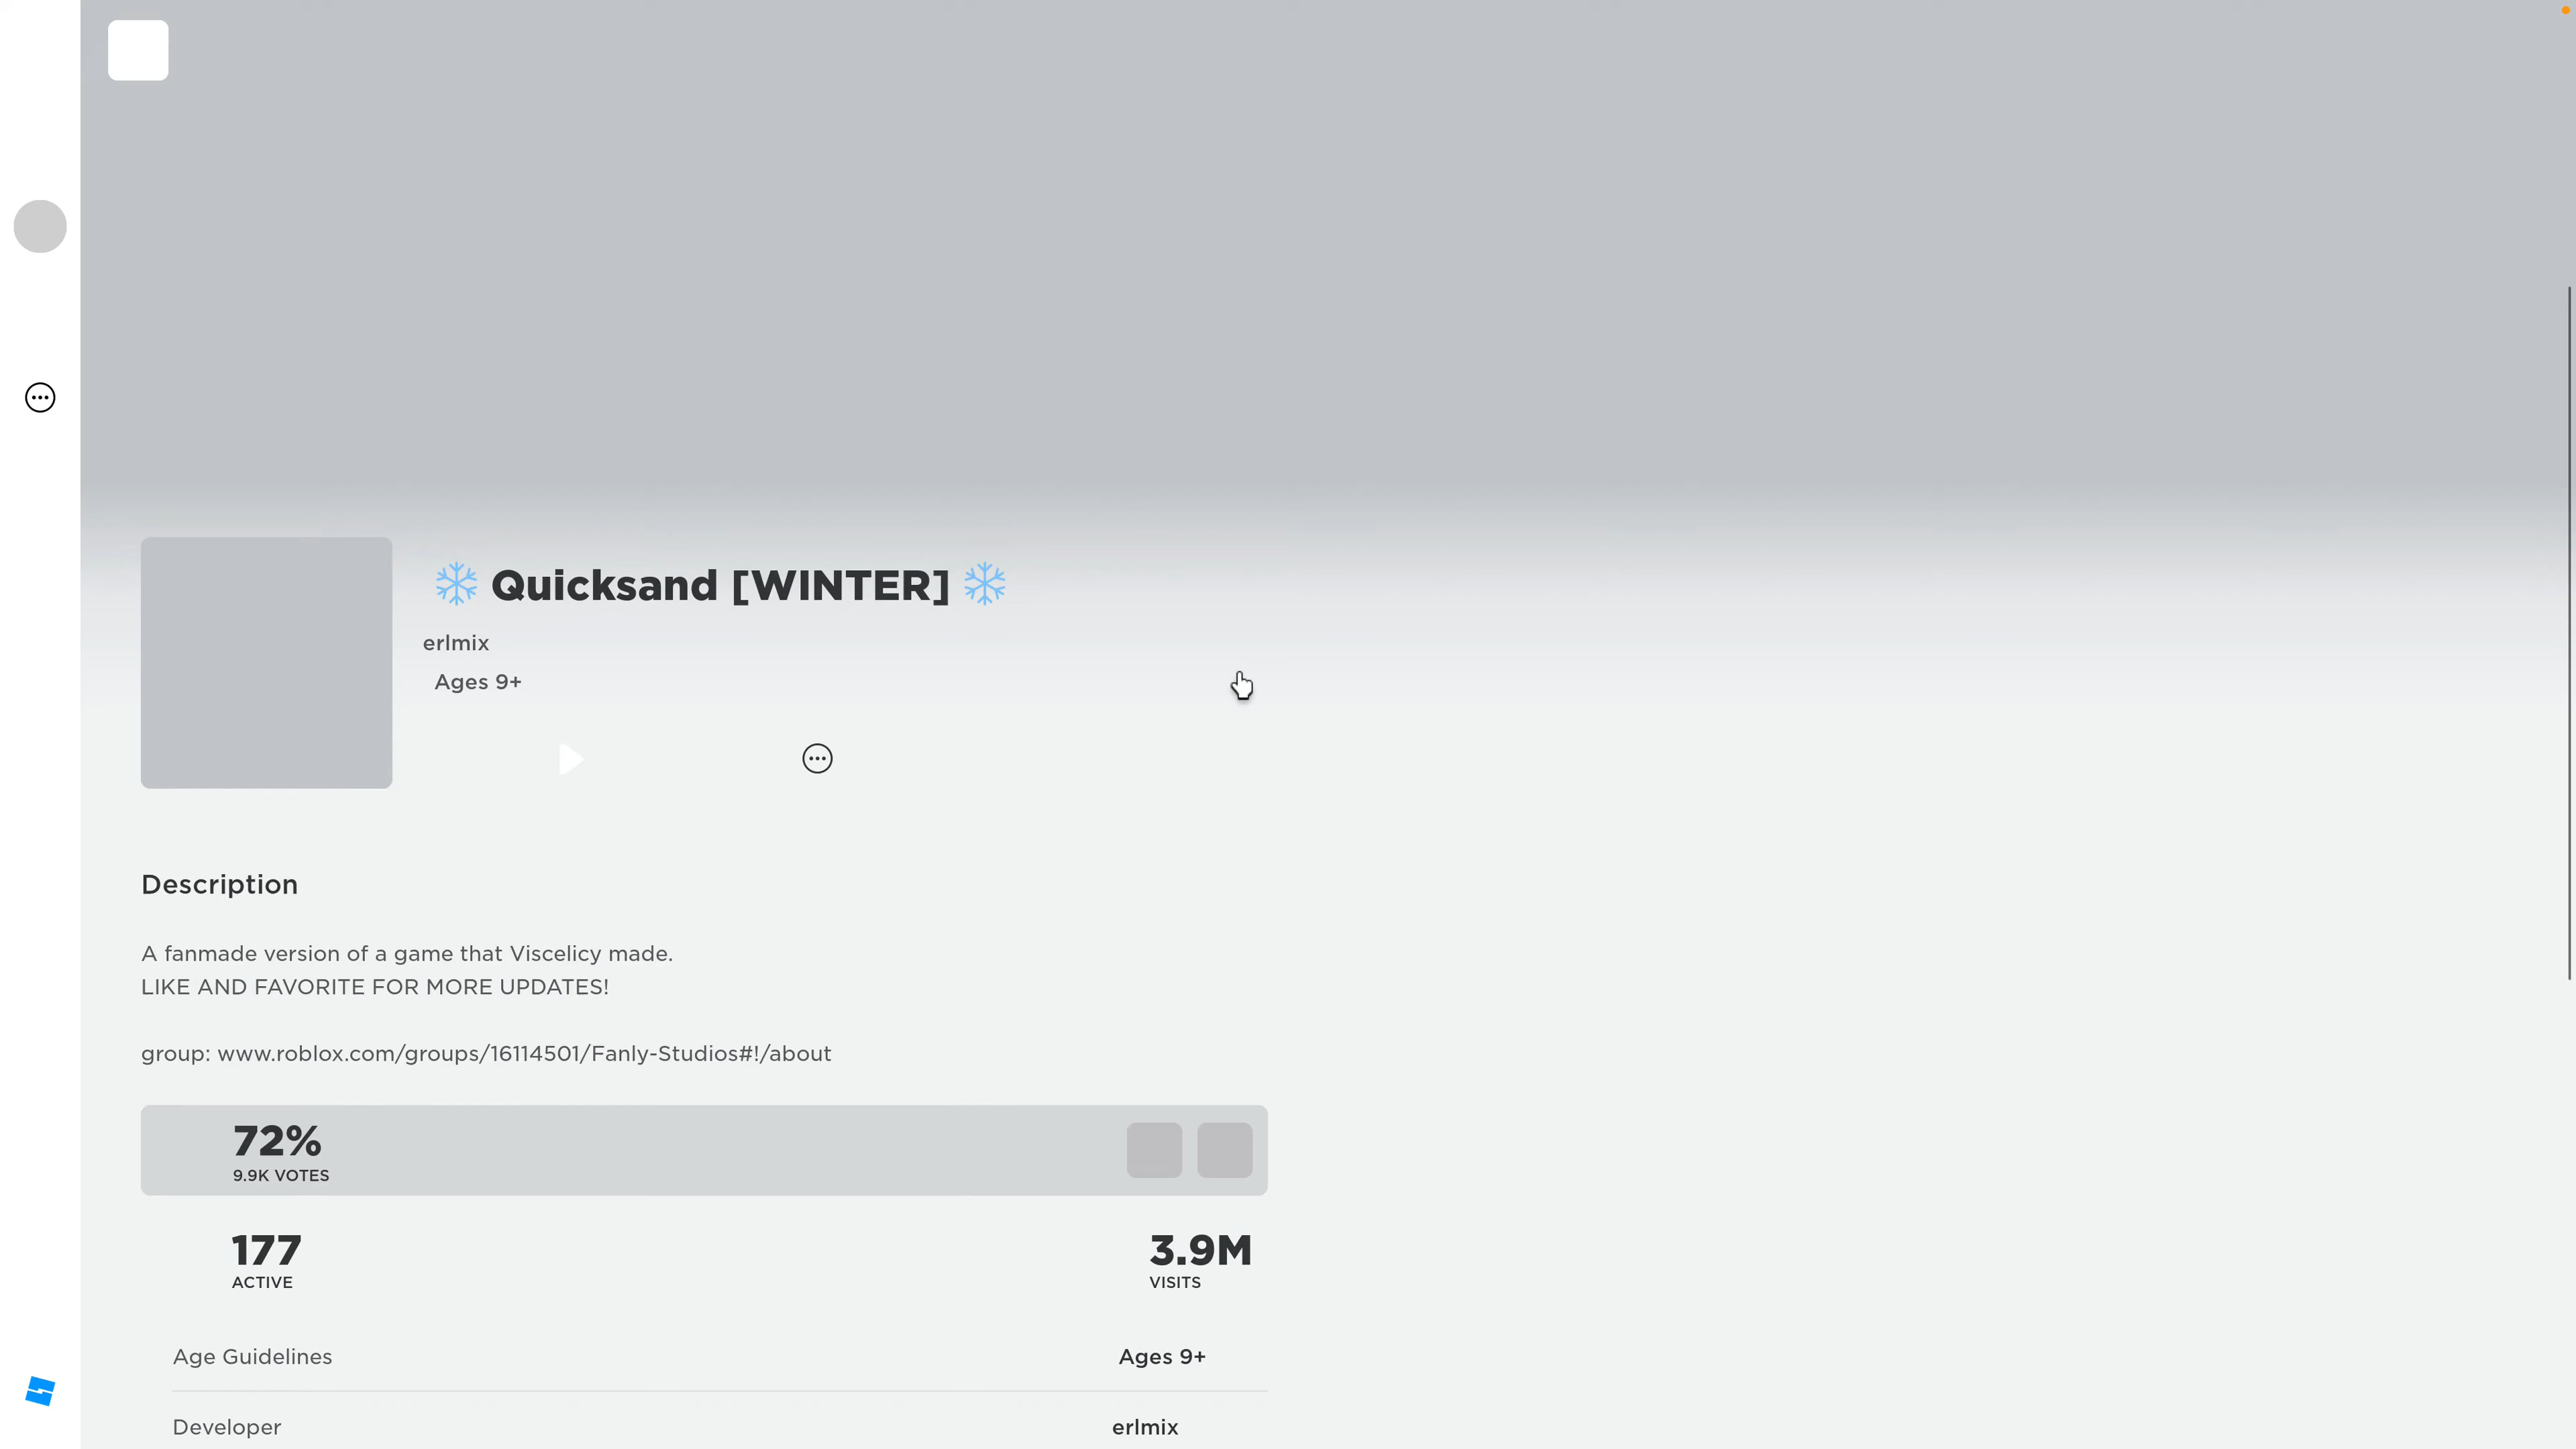 ❄️ Quicksand [WINTER] ❄️
erlmix
Ages 9+
Description
A fanmade version of a game that Viscelicy made.
LIKE AND FAVORITE FOR MORE UPDATES!
group: www.roblox.com/groups/16114501/Fanly-Studios#!/about
72%
9.9K VOTES
177
ACTIVE
3.9M
VISITS
Age Guidelines
Ages 9+
Developer
erlmix